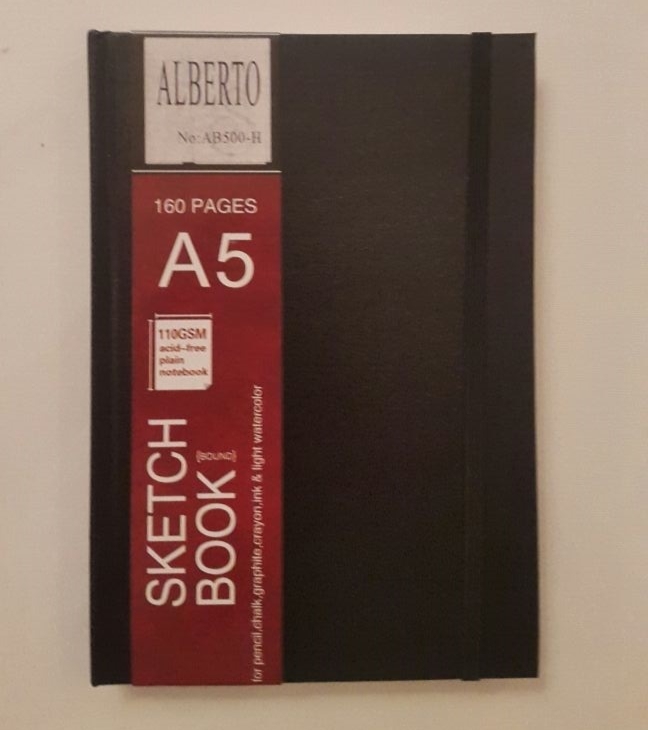 ALBERTO
No:AB500-H
160 PAGES
A5
110GSM
acid-free
plain
notebook
SKETCH
BOOK {BOUND}
for pencil,chalk,graphite,crayon,ink & light watercolor